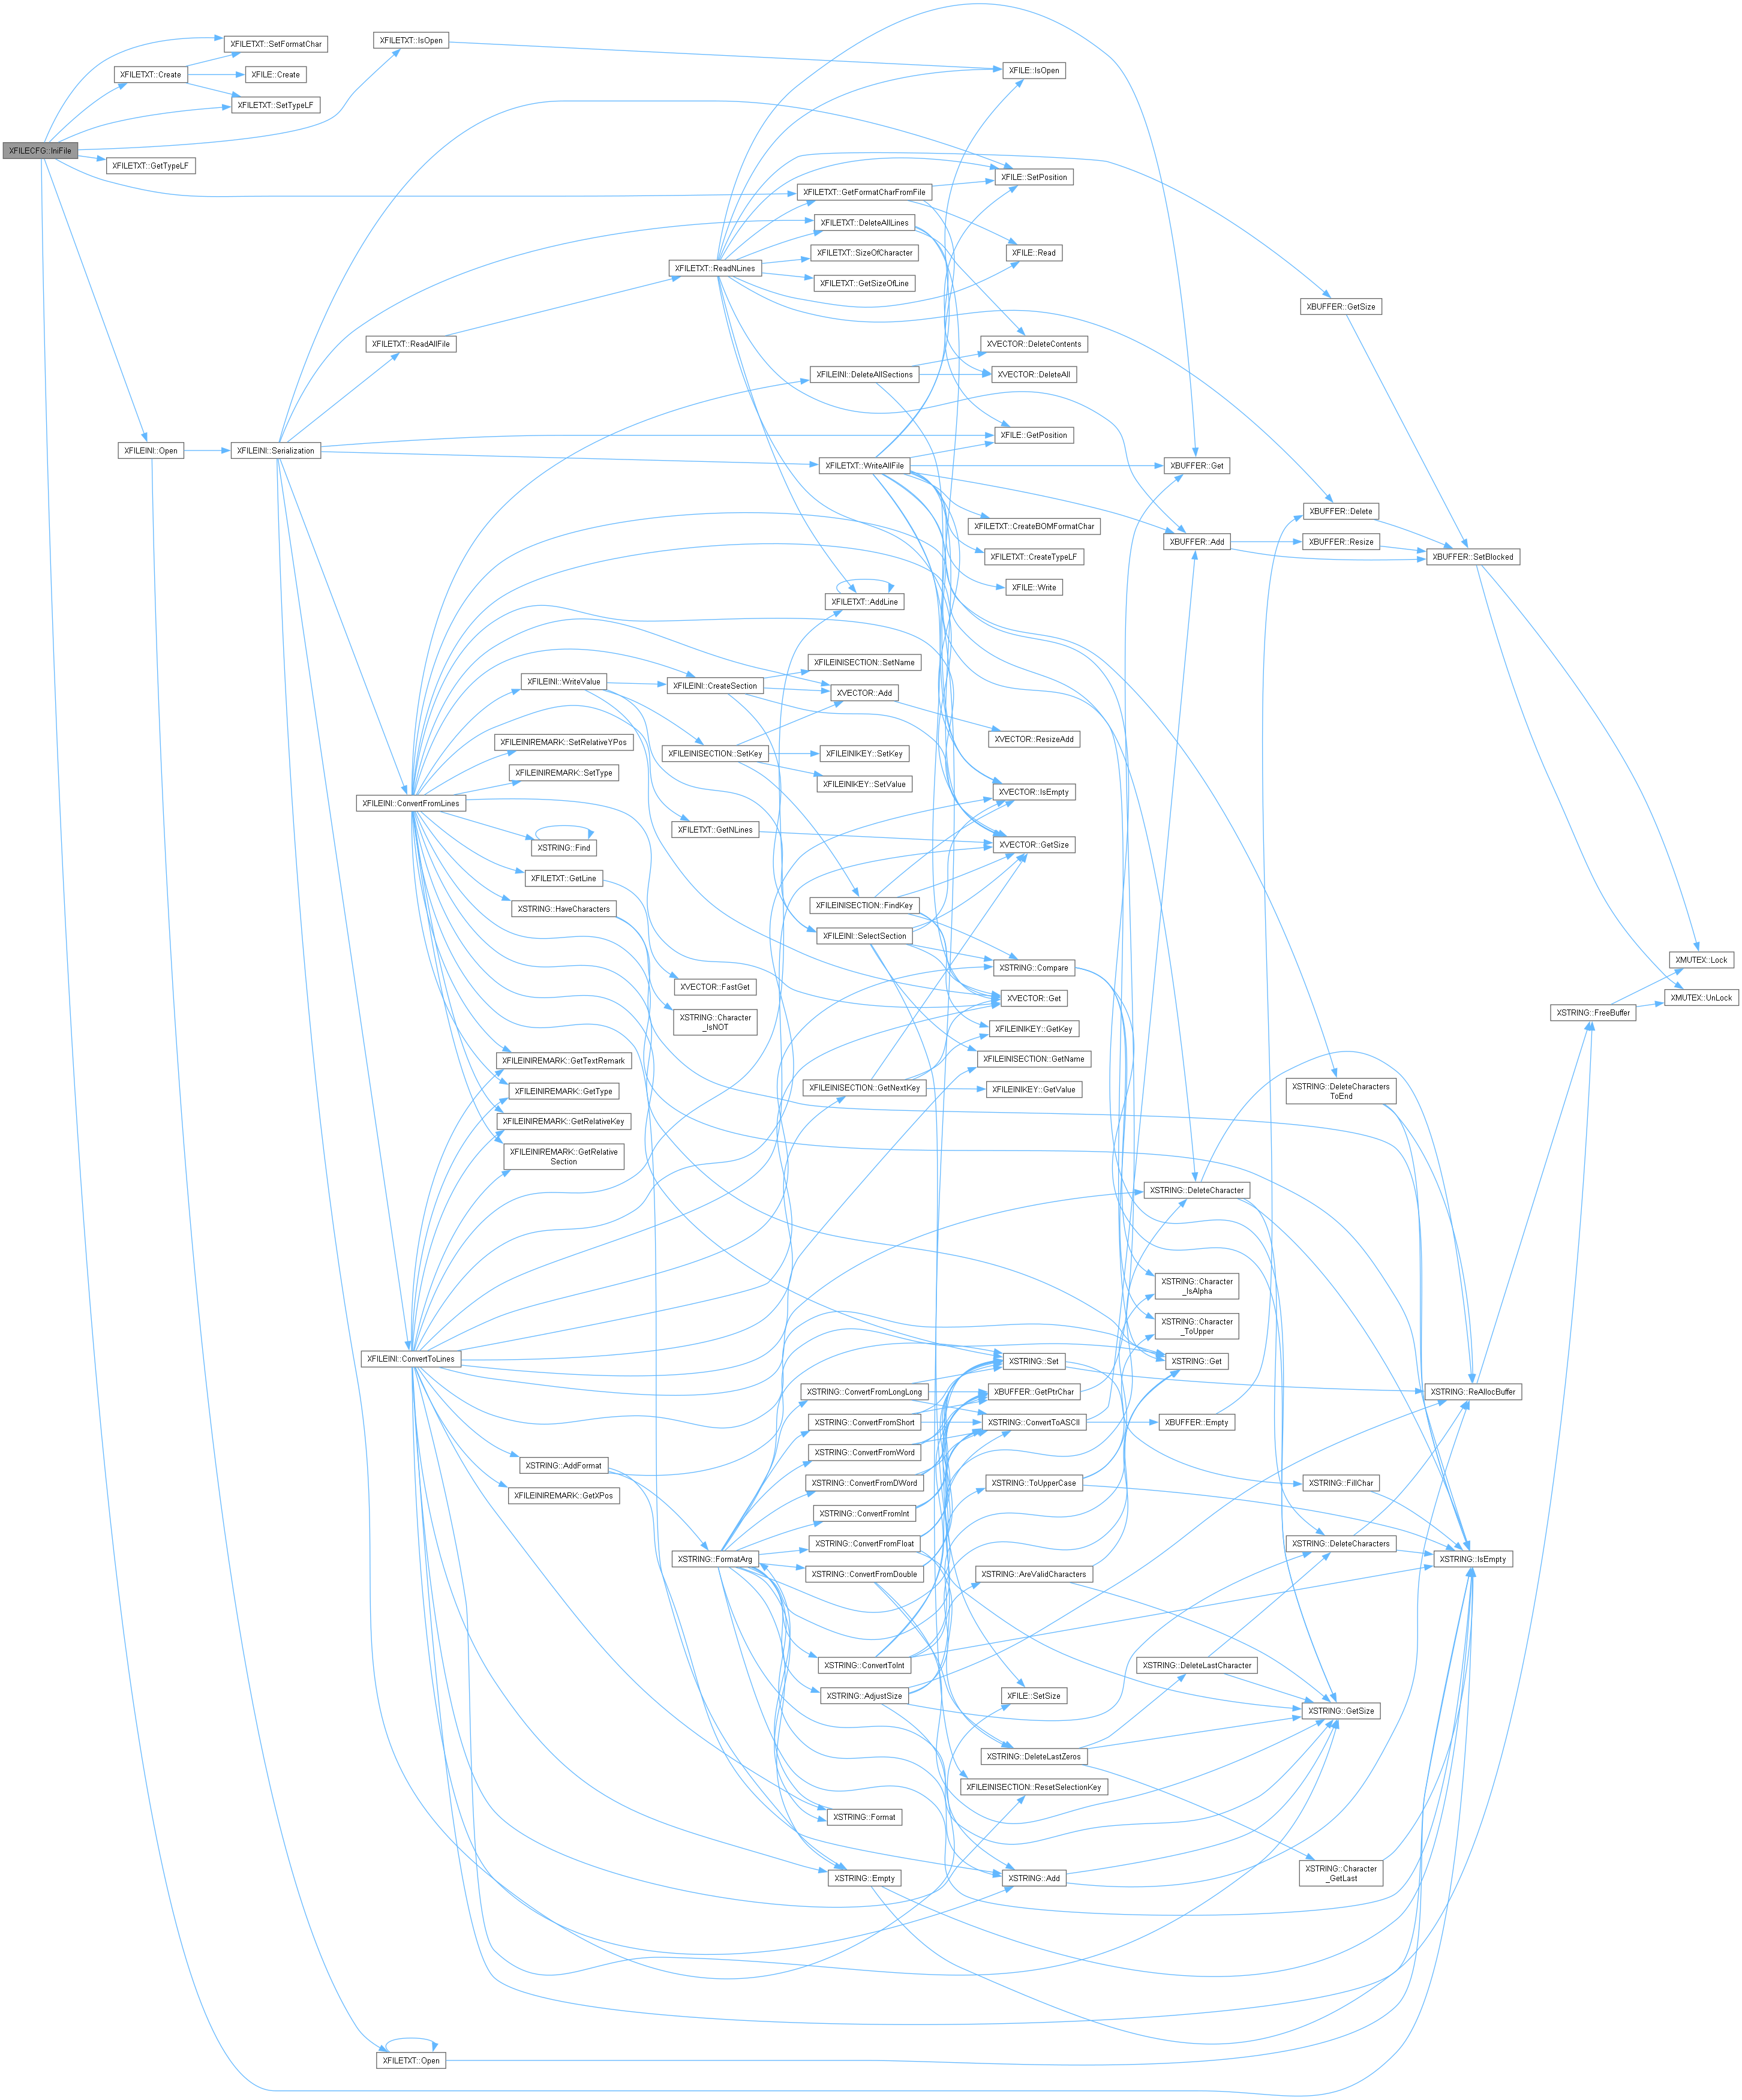 XFILECFG::IniFile
XFILETXT::SetFormatChar
XFILETXT::Create
XFILE::Create
XFILETXT::SetTypeLF
XFILETXT::GetTypeLF
XFILETXT::IsOpen
XFILE::IsOpen
XFILE::SetPosition
XFILETXT::GetFormatCharFromFile
XFILETXT::DeleteAllLines
XFILETXT::SizeOfCharacter
XFILETXT::GetSizeOfLine
XFILE::Read
XFILETXT::ReadNLines
XBUFFER::GetSize
XFILETXT::ReadAllFile
XVECTOR::DeleteContents
XFILEINI::DeleteAllSections
XVECTOR::DeleteAll
XFILEINI::Open
XFILEINI::Serialization
XFILE::GetPosition
XFILETXT::WriteAllFile
XBUFFER::Get
XBUFFER::Delete
XFILETXT::CreateBOMFormatChar
XBUFFER::Add
XBUFFER::Resize
XBUFFER::SetBlocked
XFILETXT::CreateTypeLF
XFILE::Write
XFILETXT::AddLine
XFILEINISECTION::SetName
XFILEINI::WriteValue
XFILEINI::CreateSection
XVECTOR::Add
XVECTOR::ResizeAdd
XFILEINIREMARK::SetRelativeYPos
XFILEINISECTION::SetKey
XFILEINIKEY::SetKey
XFILEINIREMARK::SetType
XFILEINIKEY::SetValue
XVECTOR::IsEmpty
XFILEINI::ConvertFromLines
XFILETXT::GetNLines
XVECTOR::GetSize
XSTRING::Find
XFILETXT::GetLine
XSTRING::HaveCharacters
XFILEINISECTION::FindKey
XFILEINI::SelectSection
XSTRING::Compare
XMUTEX::Lock
XVECTOR::FastGet
XVECTOR::Get
XMUTEX::UnLock
XSTRING::FreeBuffer
XSTRING::Character
_IsNOT
XFILEINIKEY::GetKey
XFILEINIREMARK::GetTextRemark
XFILEINISECTION::GetName
XFILEINIREMARK::GetType
XFILEINISECTION::GetNextKey
XFILEINIKEY::GetValue
XSTRING::DeleteCharacters
ToEnd
XFILEINIREMARK::GetRelativeKey
XFILEINIREMARK::GetRelative
Section
XSTRING::DeleteCharacter
XSTRING::Character
_IsAlpha
XSTRING::Character
_ToUpper
XFILEINI::ConvertToLines
XSTRING::Set
XSTRING::Get
XSTRING::ConvertFromLongLong
XBUFFER::GetPtrChar
XSTRING::ReAllocBuffer
XSTRING::ConvertFromShort
XSTRING::ConvertToASCII
XBUFFER::Empty
XSTRING::ConvertFromWord
XSTRING::AddFormat
XSTRING::ConvertFromDWord
XSTRING::ToUpperCase
XSTRING::FillChar
XFILEINIREMARK::GetXPos
XSTRING::ConvertFromInt
XSTRING::ConvertFromFloat
XSTRING::DeleteCharacters
XSTRING::FormatArg
XSTRING::IsEmpty
XSTRING::ConvertFromDouble
XSTRING::AreValidCharacters
XSTRING::ConvertToInt
XSTRING::DeleteLastCharacter
XSTRING::AdjustSize
XFILE::SetSize
XSTRING::GetSize
XSTRING::DeleteLastZeros
XFILEINISECTION::ResetSelectionKey
XSTRING::Format
XSTRING::Empty
XSTRING::Add
XSTRING::Character
_GetLast
XFILETXT::Open